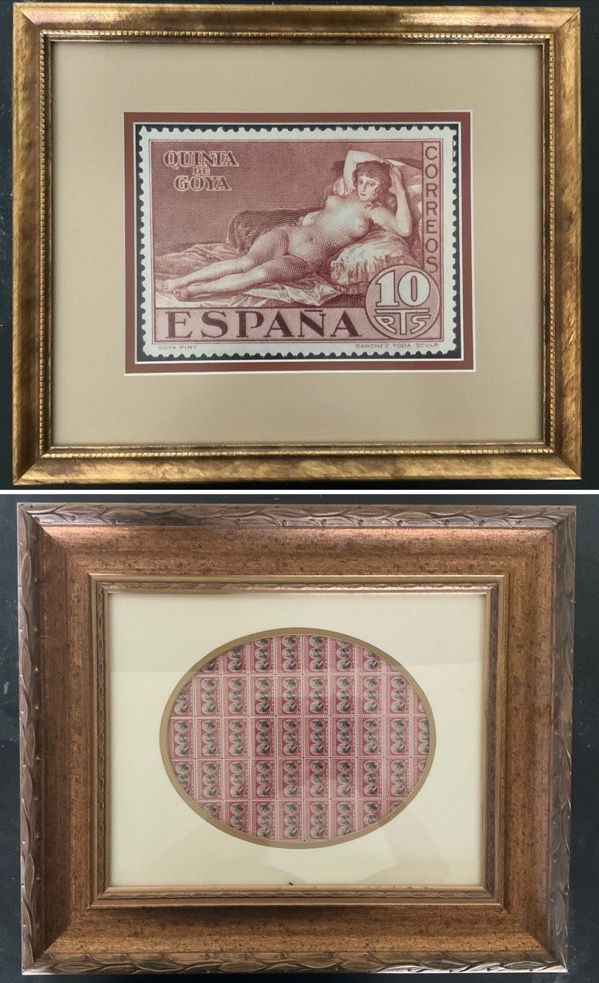 QUINTA
DE
GOYA
CORREOS
10
PTS
ESPAÑA
GOYA PINT
SANCHEZ TODA SCULP